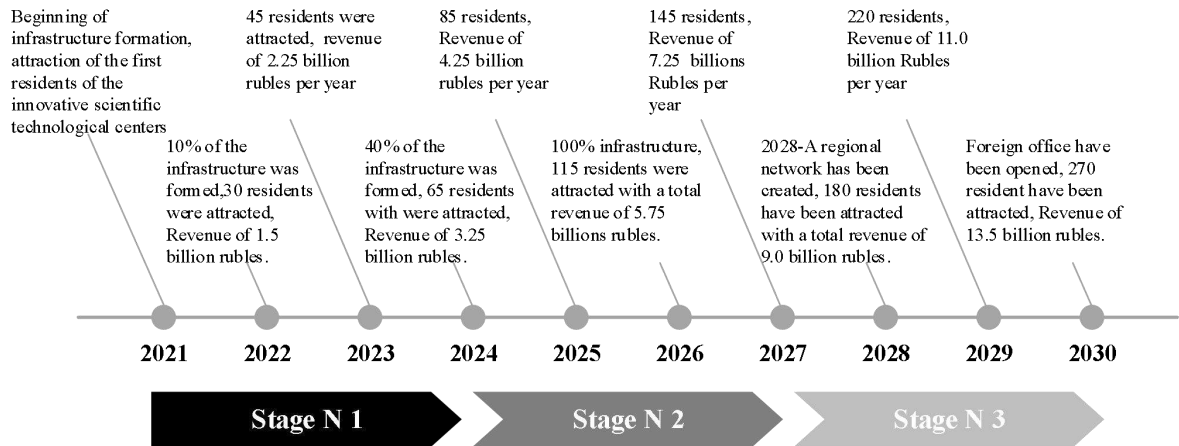 Beginning of
infrastructure formation,
attraction of the first
residents of the
innovative scientific
technological centers
45 residents were
attracted, revenue
of 2.25 billion
rubles per year
85 residents,
Revenue of
4.25 billion
rubles per year
145 residents,
Revenue of
7.25 billions
Rubles per
year
220 residents,
Revenue of 11.0
billion Rubles
per year
10% of the
infrastructure was
formed,30 residents
were attracted,
Revenue of 1.5
billion rubles.
40% of the
infrastructure was
formed, 65 residents
with were attracted,
Revenue of 3.25
billion rubles.
100% infrastructure,
115 residents were
attracted with a total
revenue of 5.75
billions rubles.
2028-A regional
network has been
created, 180 residents
have been attracted
with a total revenue of
9.0 billion rubles.
Foreign office have
been opened, 270
resident have been
attracted, Revenue of
13.5 billion rubles.
2021 2022 2023 2024 2025 2026 2027 2028 2029 2030
Stage N 1 Stage N 2 Stage N 3